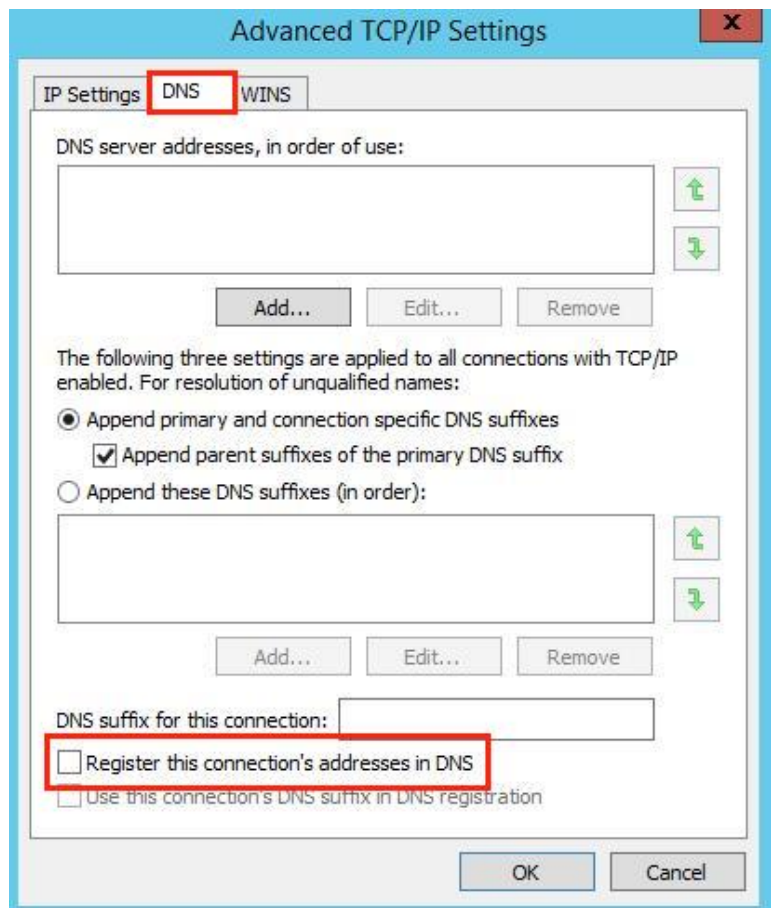 Advanced TCP/IP Settings
x
IP Settings DNS WINS
DNS server addresses, in order of use:
Add... Edit... Remove
The following three settings are applied to all connections with TCP/IP
enabled. For resolution of unqualified names:
Append primary and connection specific DNS suffixes
Append parent suffixes of the primary DNS suffix
Append these DNS suffixes (in order):
Add... Edit... Remove
DNS suffix for this connection:
Register this connection's addresses in DNS
Use this connection's DNS suffix in DNS registration
OK Cancel